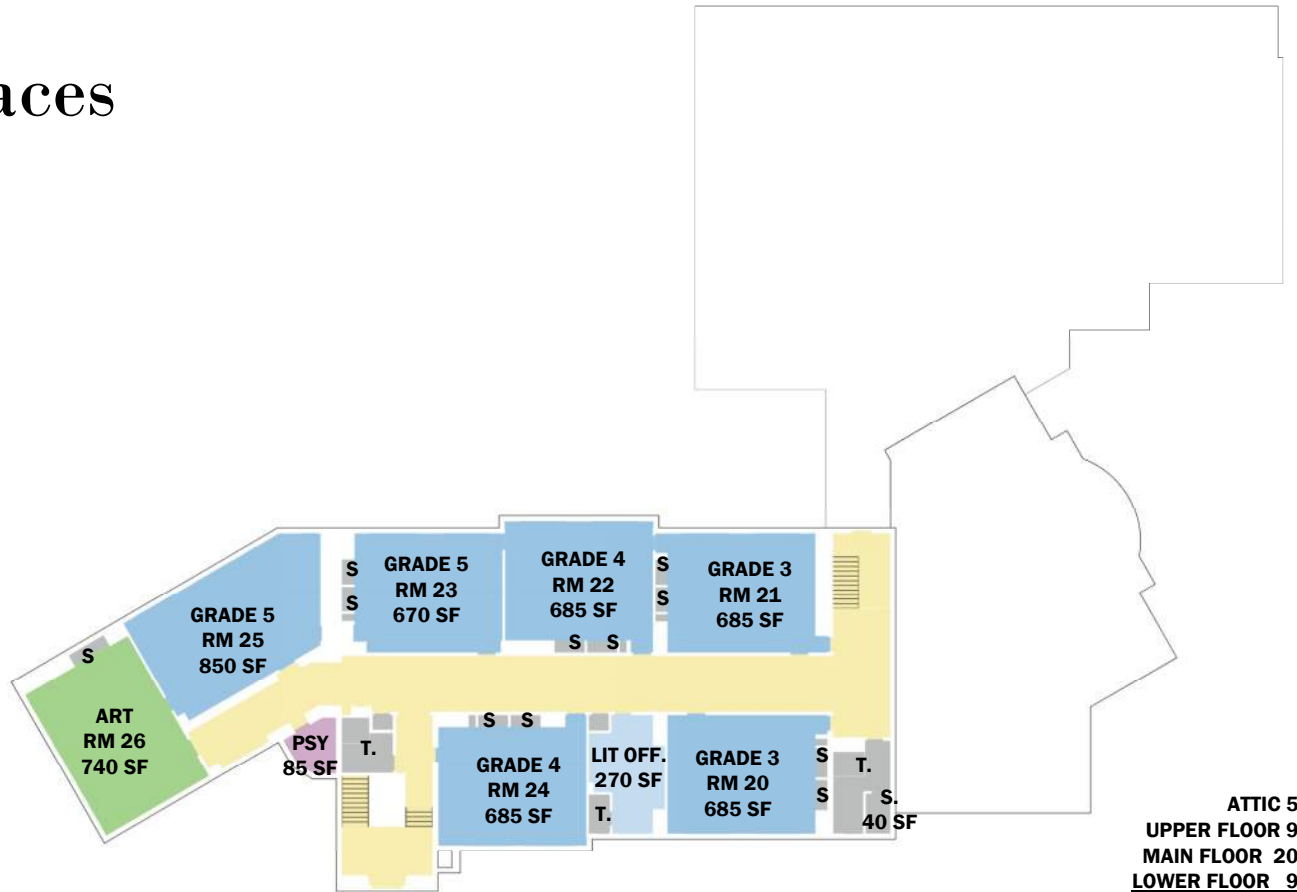 aces
GRADE 5
RM 25
850 SF
S
S
GRADE 5
RM 23
670 SF
GRADE 4
RM 22
685 SF
S
S
S
S
GRADE 3
RM 21
685 SF
S
ART
RM 26
740 SF
PSY
85 SF
T.
S
S
GRADE 4
RM 24
685 SF
LIT OFF.
270 SF
T.
GRADE 3
RM 20
685 SF
S
S
T.
S.
40 SF
ATTIC 5
UPPER FLOOR 9
MAIN FLOOR 20
LOWER FLOOR 9